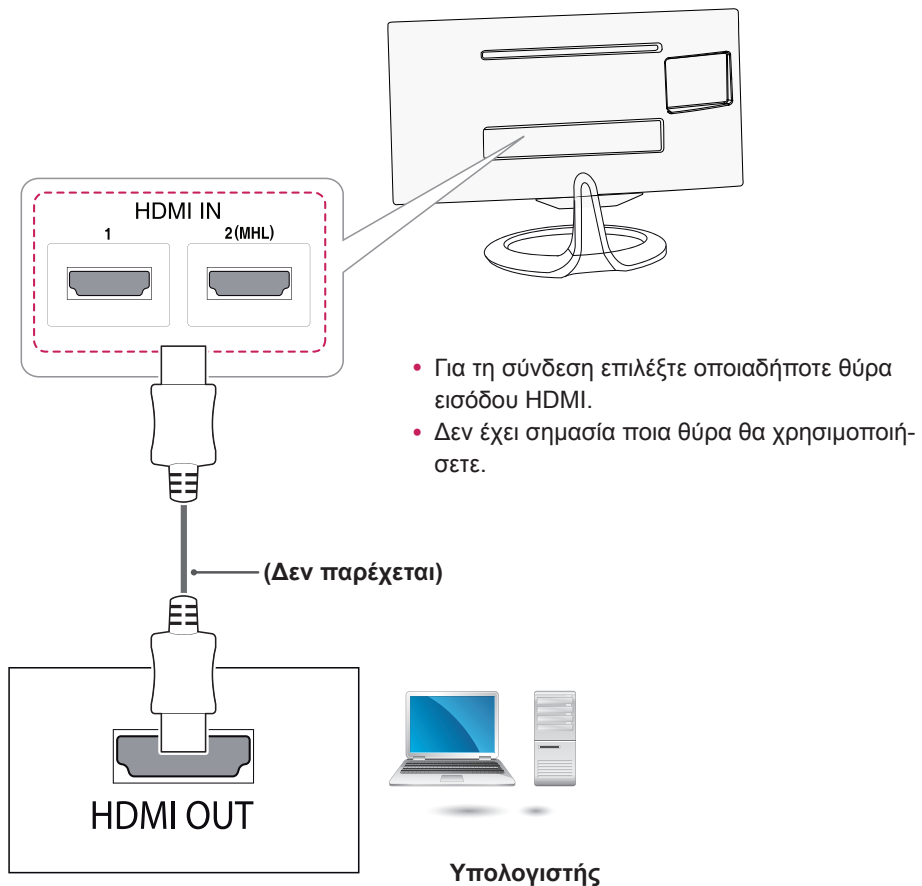 HDMI IN
1 2(MHL)
• Για τη σύνδεση επιλέξτε οποιαδήποτε θύρα
εισόδου HDMI.
• Δεν έχει σημασία ποια θύρα θα χρησιμοποιή-
σετε.
(Δεν παρέχεται)
HDMI OUT
Υπολογιστής